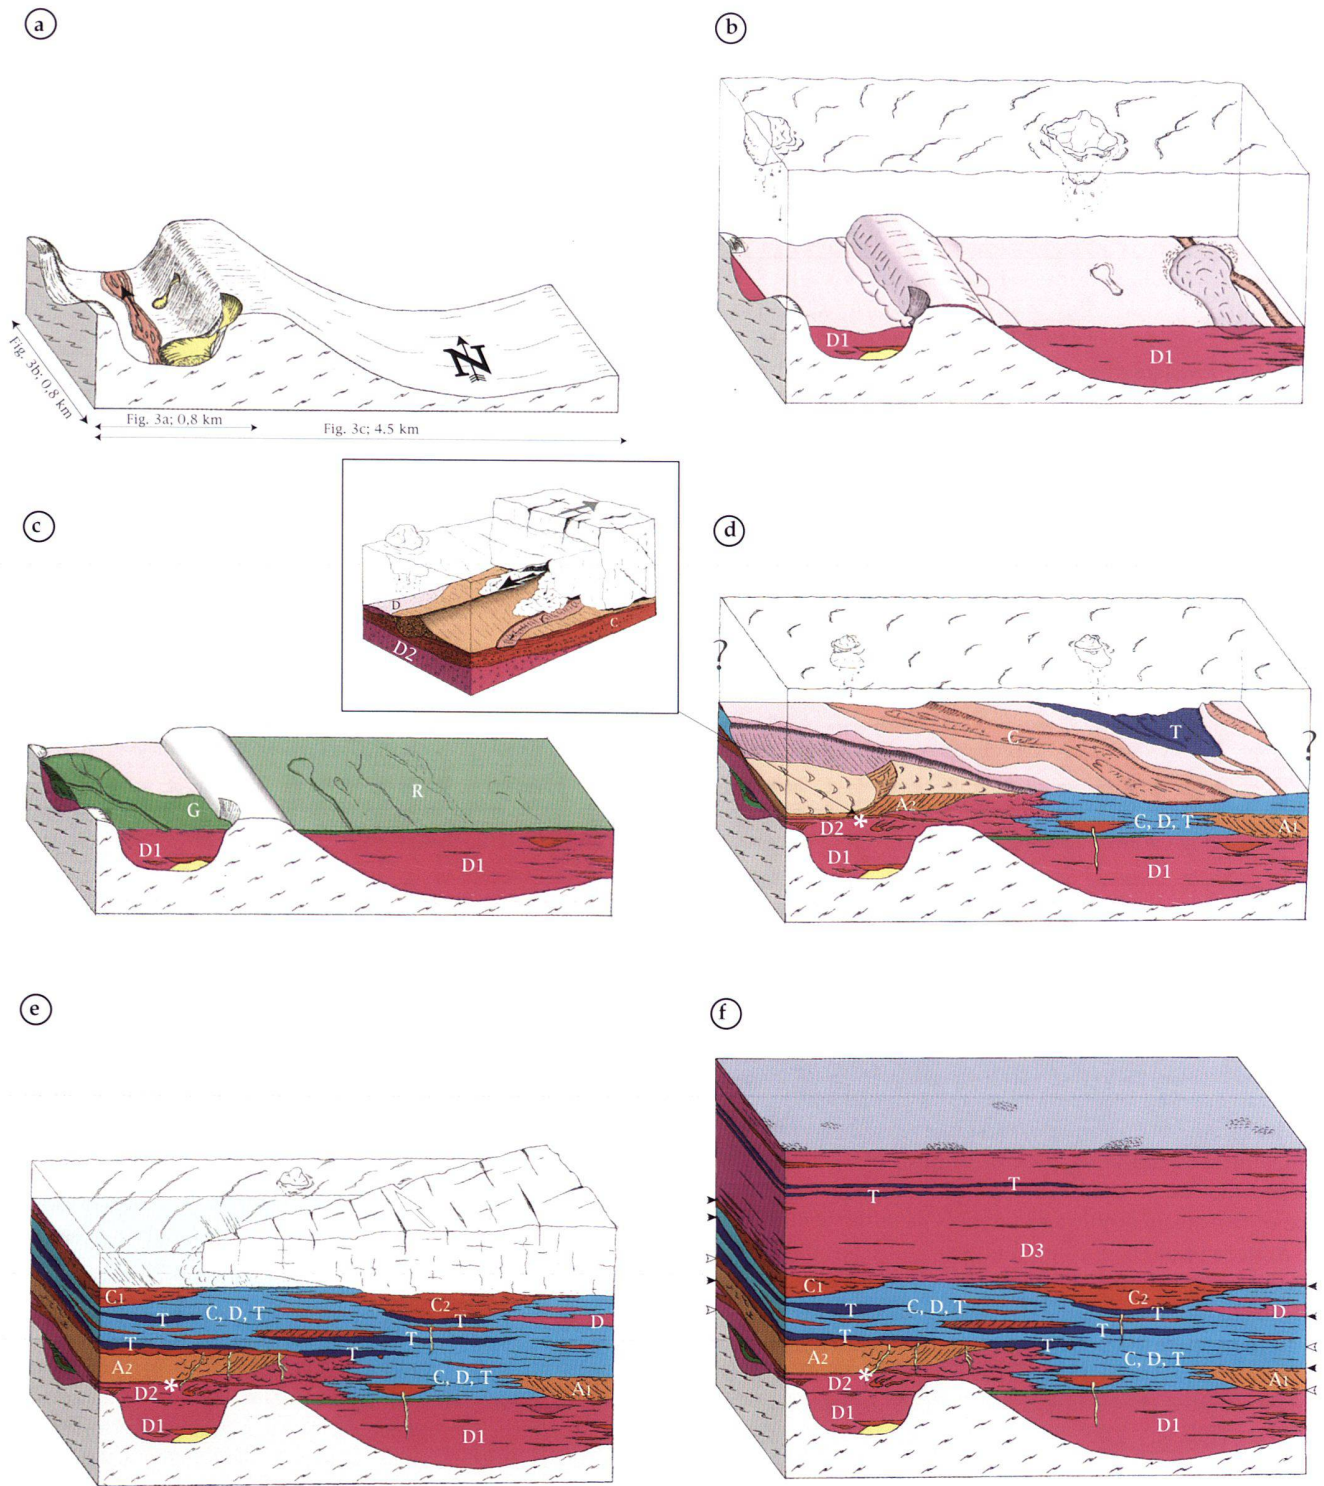 a
b
N
Fig. 3b; 0,8 km
Fig. 3a; 0,8 km
Fig. 3c; 4.5 km
D1
D1
c
D
C
C
D2
G
R
D1
D1
d
?
C
T
?
A2
D2
*
C, D, T
A1
D1
D1
e
C1
C2
T
C, D, T
T
D
T
T
A2
C, D, T
D2
*
A1
D1
D1
f
T
T
D3
C1
C2
T
C, D, T
T
D
T
T
A2
C, D, T
D2
*
A1
D1
D1